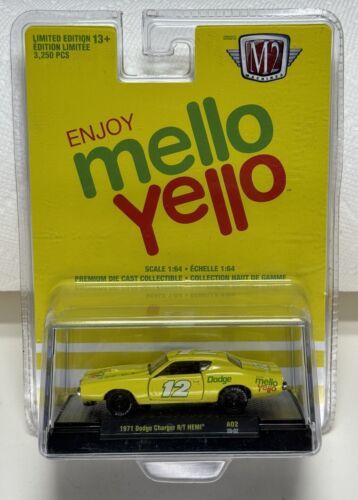 LIMITED EDITION 13+
ÉDITION LIMITÉE
3,250 PCS
M2
MACHINES
ENJOY
mello
Yello
SCALE 1:64 • ÉCHELLE 1:64
PREMIUM DIE CAST COLLECTIBLE • COLLECTION HAUT DE GAMME
12
Dodge
mello
Yello
1971 Dodge Charger R/T HEMI
A02